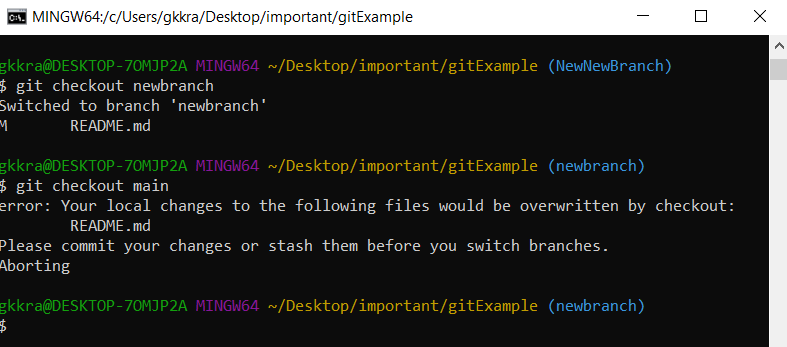 MINGW64:/c/Users/gkkra/Desktop/important/gitExample
gkkra@DESKTOP-7OMJP2A MINGW64 ~/Desktop/important/gitExample (NewNewBranch)
$ git checkout newbranch
Switched to branch 'newbranch'
M       README.md
gkkra@DESKTOP-7OMJP2A MINGW64 ~/Desktop/important/gitExample (newbranch)
$ git checkout main
error: Your local changes to the following files would be overwritten by checkout:
        README.md
Please commit your changes or stash them before you switch branches.
Aborting
gkkra@DESKTOP-7OMJP2A MINGW64 ~/Desktop/important/gitExample (newbranch)
$